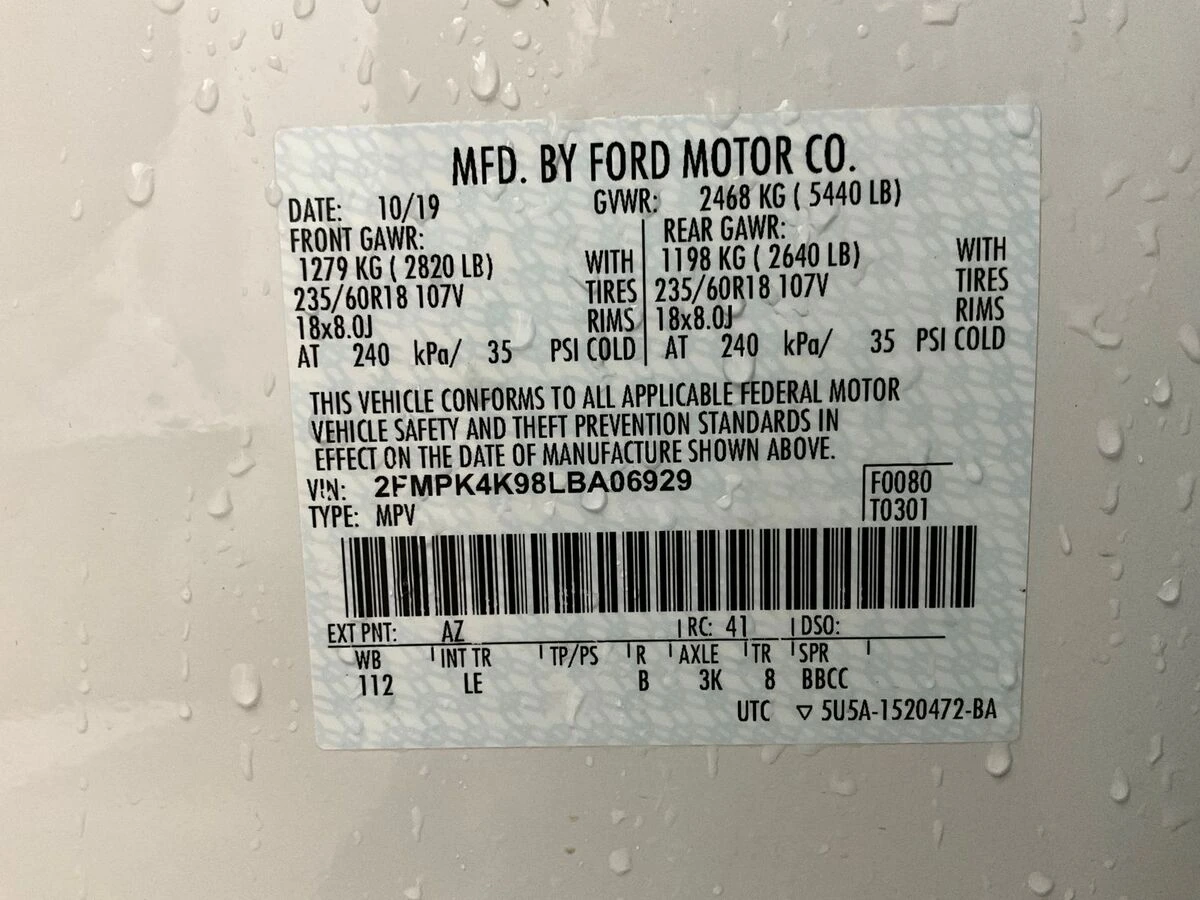 MFD. BY FORD MOTOR CO.
DATE: 10/19 GVWR: 2468 KG ( 5440 LB)
FRONT GAWR: REAR GAWR:
1279 KG ( 2820 LB) WITH 1198 KG ( 2640 LB) WITH
235/60R18 107V TIRES 235/60R18 107V TIRES
18x8.0J RIMS 18x8.0J RIMS
AT 240 kPa/ 35 PSI COLD AT 240 kPa/ 35 PSI COLD
THIS VEHICLE CONFORMS TO ALL APPLICABLE FEDERAL MOTOR
VEHICLE SAFETY AND THEFT PREVENTION STANDARDS IN
EFFECT ON THE DATE OF MANUFACTURE SHOWN ABOVE.
VIN: 2FMPK4K98LBA06929 F0080
TYPE: MPV T0301
EXT PNT: AZ RC: 41 DSO:
WB INT TR TP/PS R AXLE TR SPR
112 LE B 3K 8 BBCC
UTC ▽ 5U5A-1520472-BA